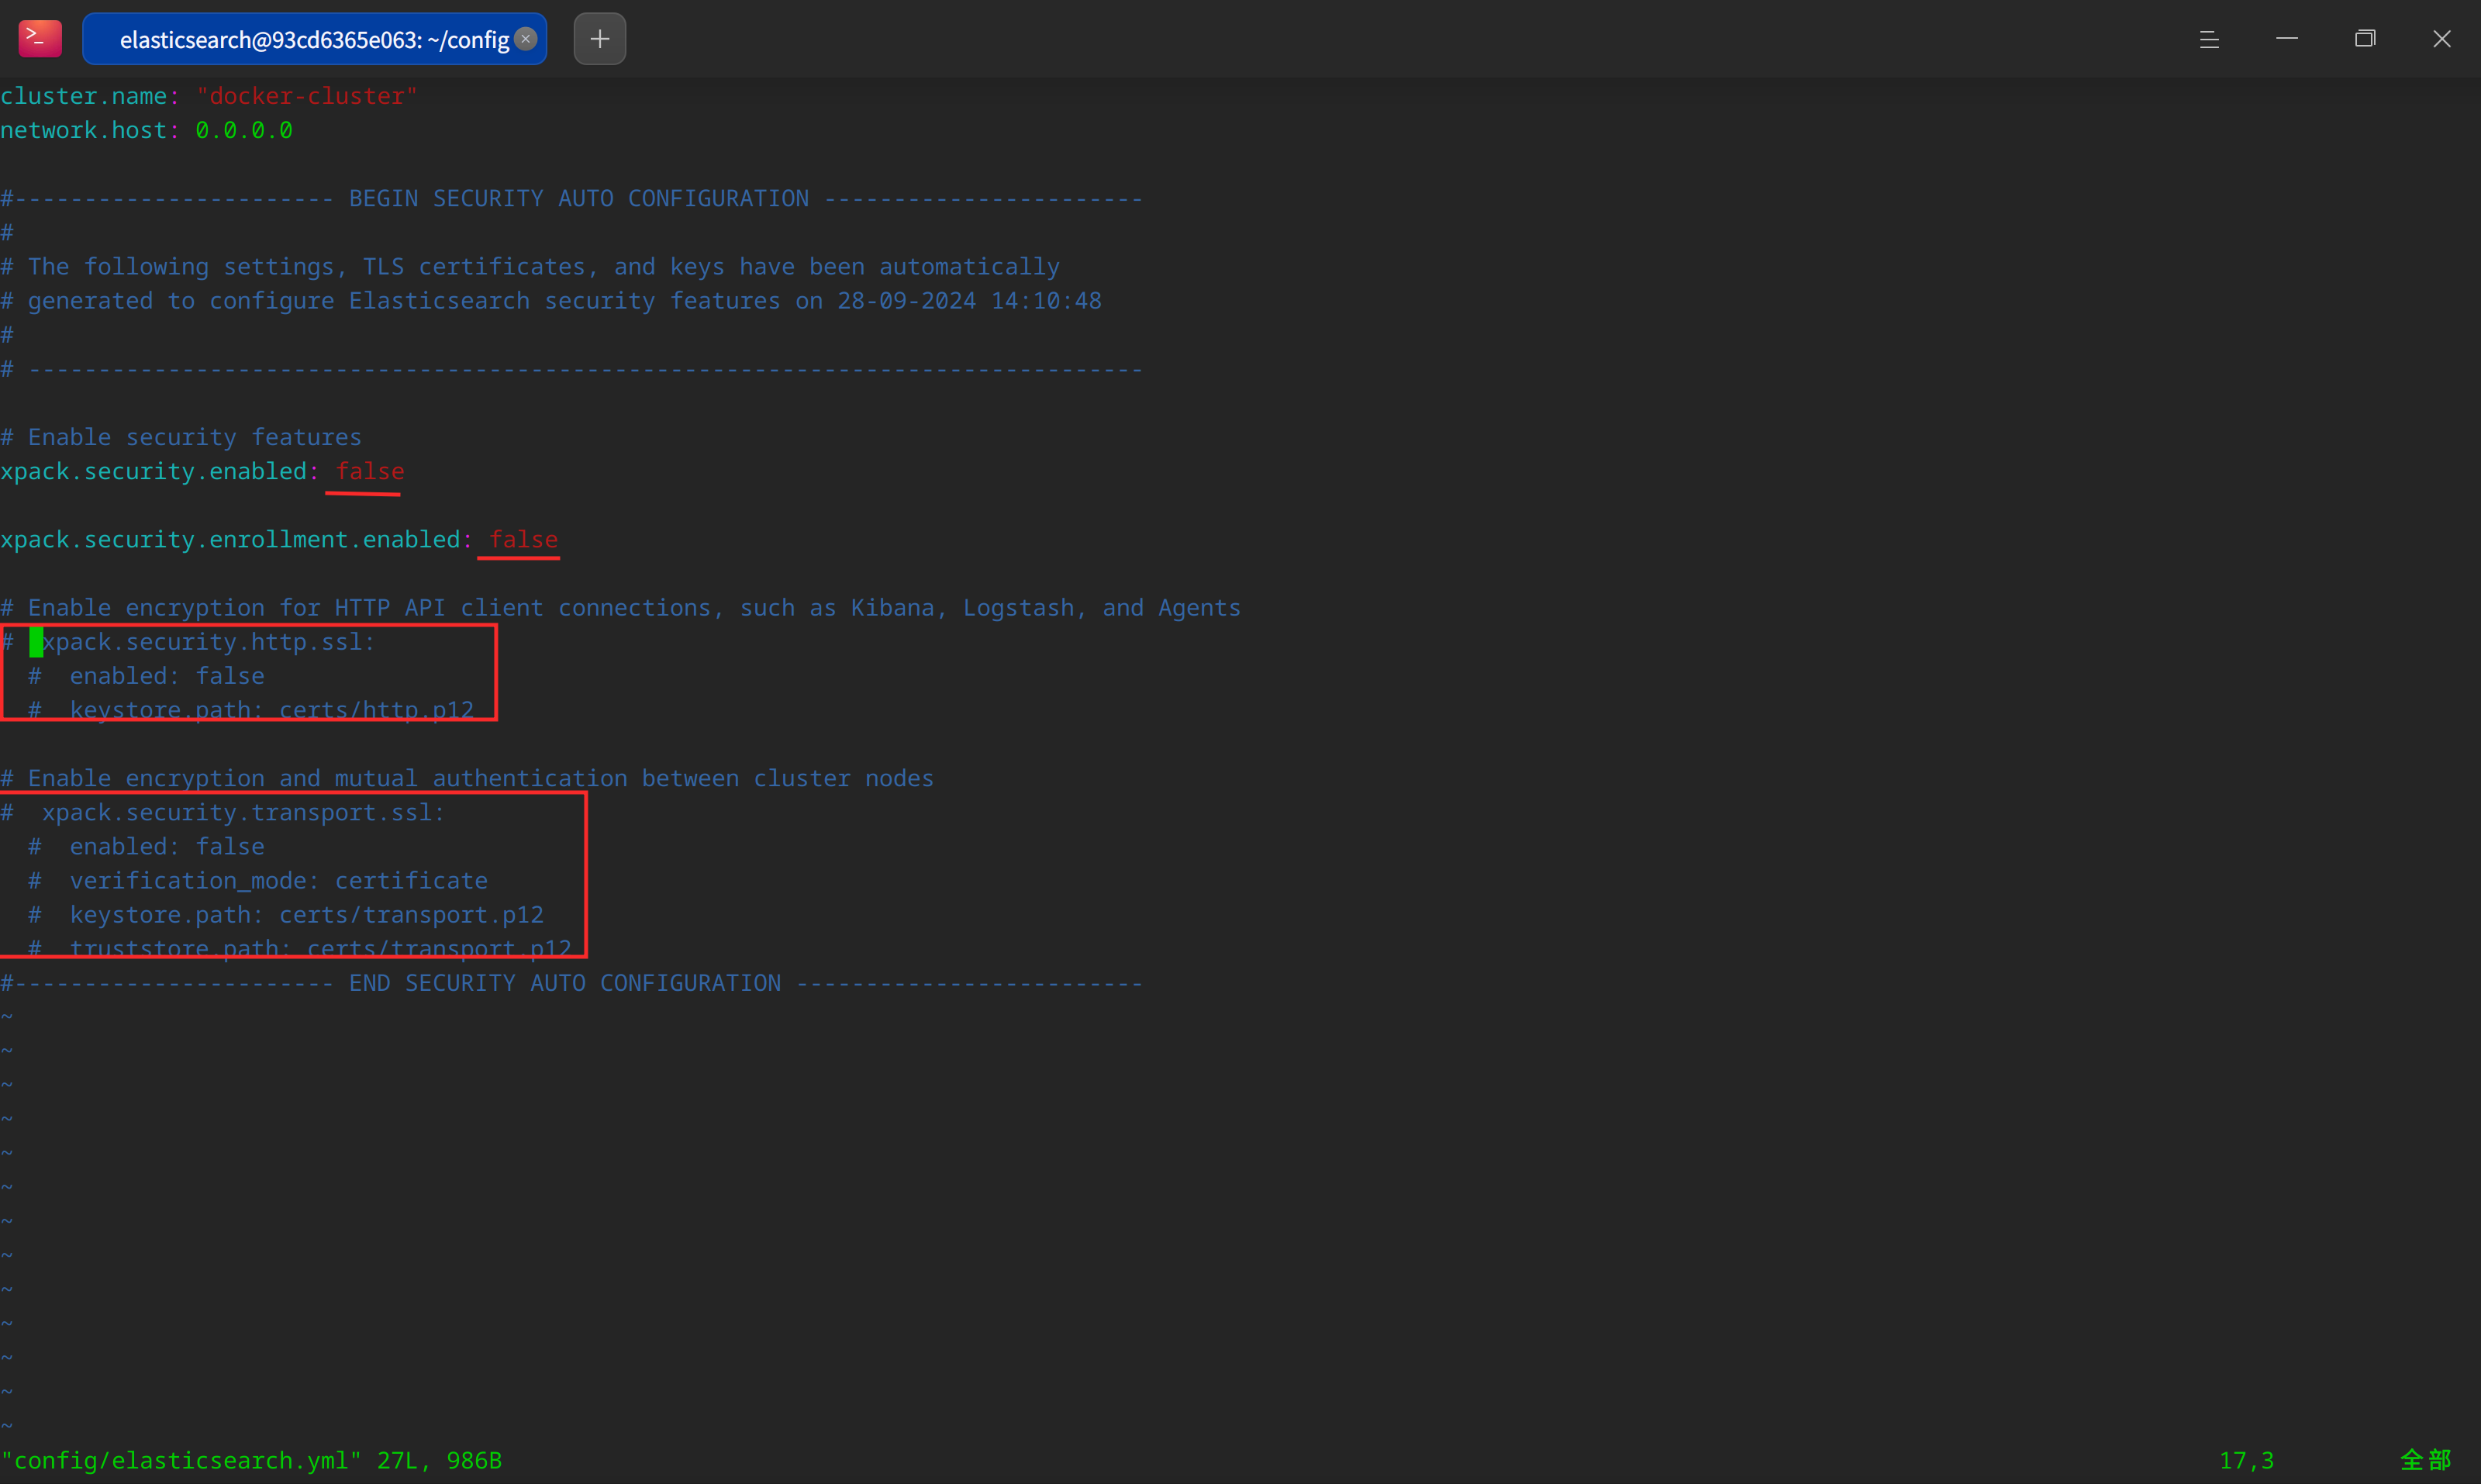 >_
elasticsearch@93cd6365e063: ~/config
cluster.name: "docker-cluster"
network.host: 0.0.0.0
#----------------------- BEGIN SECURITY AUTO CONFIGURATION -----------------------
#
# The following settings, TLS certificates, and keys have been automatically
# generated to configure Elasticsearch security features on 28-09-2024 14:10:48
#
# --------------------------------------------------------------------------------
# Enable security features
xpack.security.enabled: false
xpack.security.enrollment.enabled: false
# Enable encryption for HTTP API client connections, such as Kibana, Logstash, and Agents
#  xpack.security.http.ssl:
  #  enabled: false
  #  keystore.path: certs/http.p12
# Enable encryption and mutual authentication between cluster nodes
#  xpack.security.transport.ssl:
  #  enabled: false
  #  verification_mode: certificate
  #  keystore.path: certs/transport.p12
  #  truststore.path: certs/transport.p12
#----------------------- END SECURITY AUTO CONFIGURATION -------------------------
~
~
~
~
~
~
~
~
~
~
~
~
~
"config/elasticsearch.yml" 27L, 986B 17,3 全部